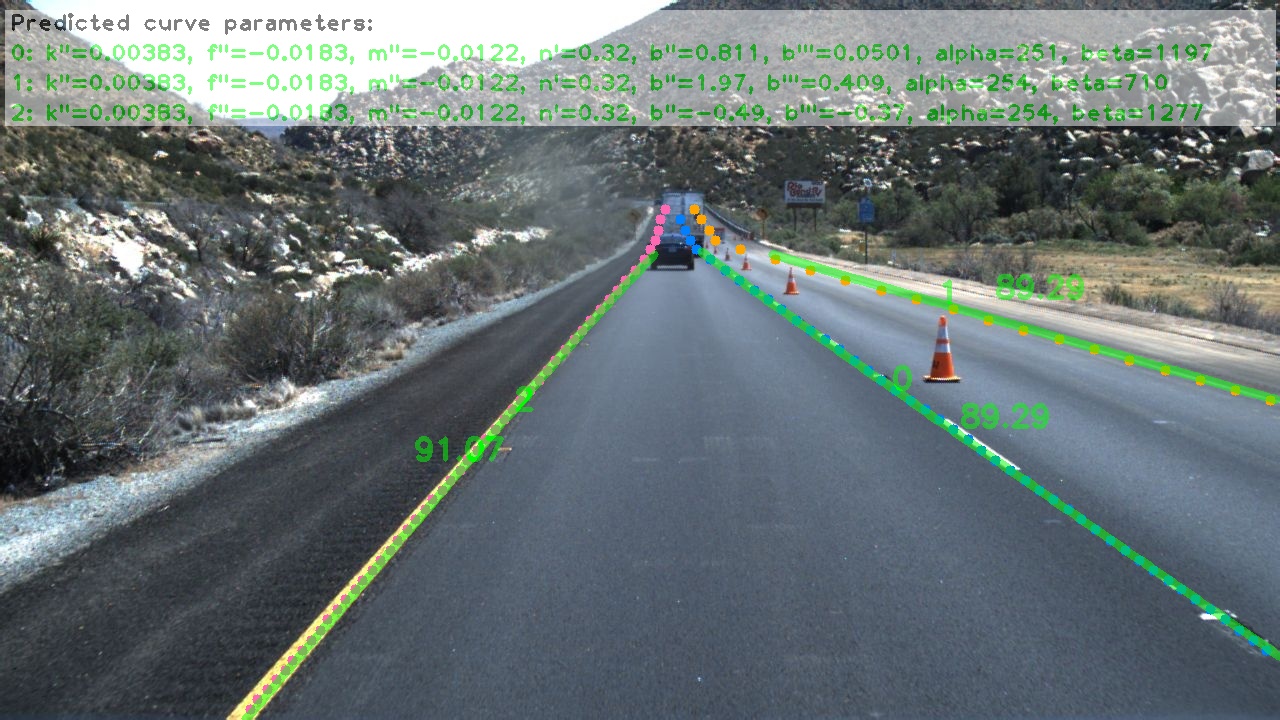 Predicted curve parameters:
0: k''=0.00383, f''=-0.0183, m''=-0.0122, n'=0.32, b''=0.811, b'''=0.0501, alpha=251, beta=1197
1: k''=0.00383, f''=-0.0183, m''=-0.0122, n'=0.32, b''=1.97, b'''=0.409, alpha=254, beta=710
2: k''=0.00383, f''=-0.0183, m''=-0.0122, n'=0.32, b''=-0.49, b'''=-0.37, alpha=254, beta=1277
1 89.29
0
89.29
2
91.07